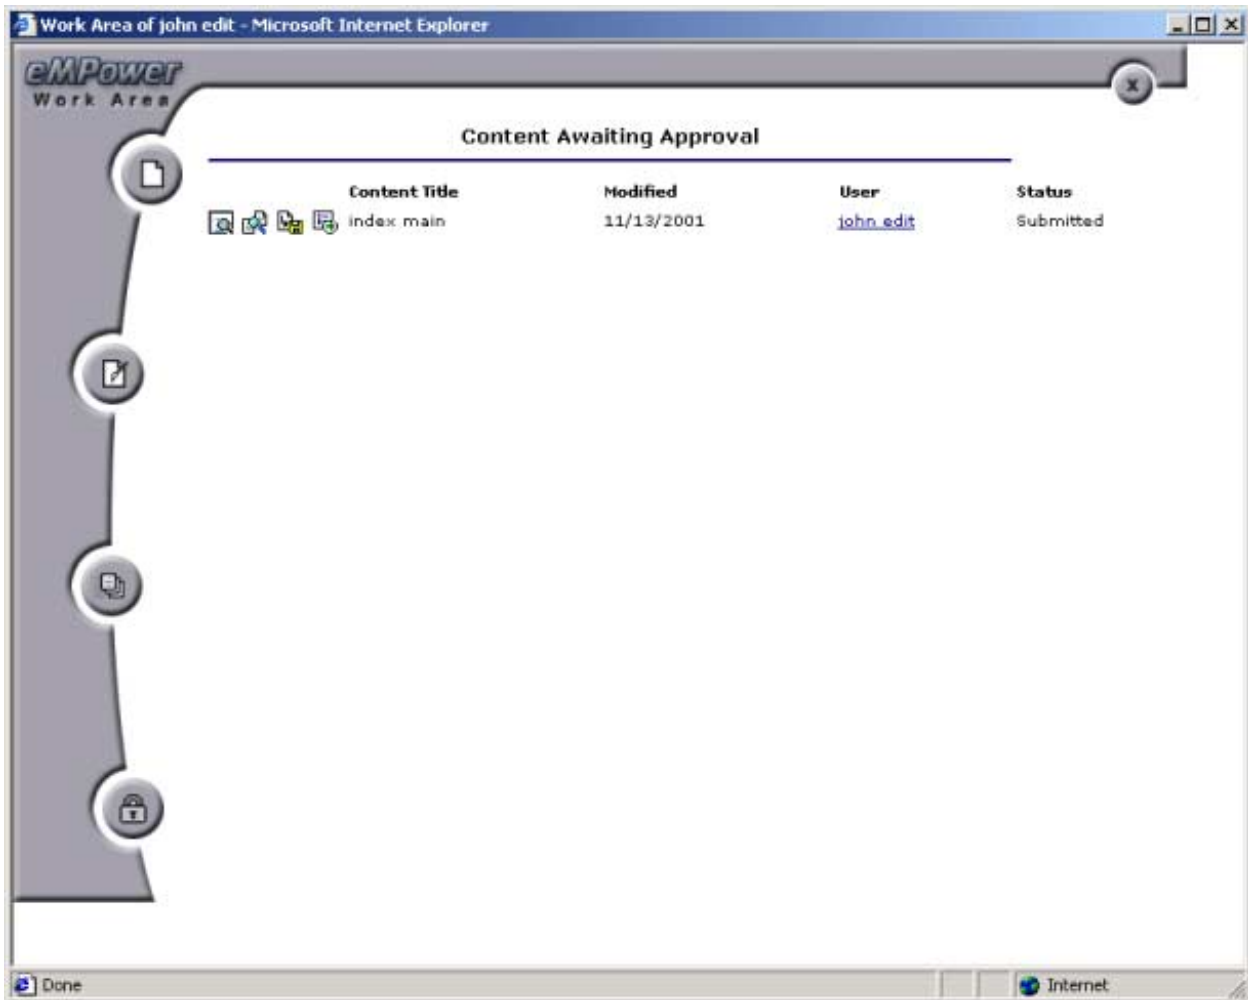 Work Area of john edit - Microsoft Internet Explorer
eMPower
Work Area
x
Content Awaiting Approval
Content Title Modified User Status
index main 11/13/2001 john edit Submitted
Done Internet